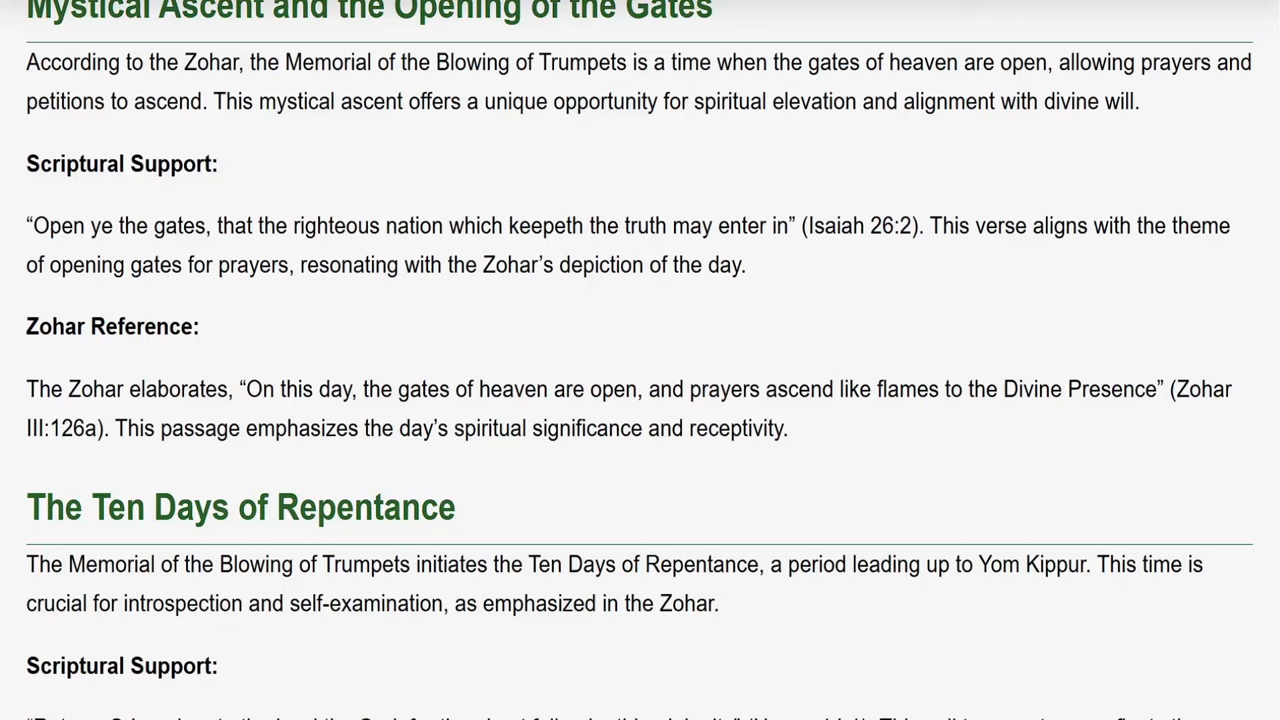 Mystical Ascent and the Opening of the Gates
According to the Zohar, the Memorial of the Blowing of Trumpets is a time when the gates of heaven are open, allowing prayers and
petitions to ascend. This mystical ascent offers a unique opportunity for spiritual elevation and alignment with divine will.
Scriptural Support:
“Open ye the gates, that the righteous nation which keepeth the truth may enter in” (Isaiah 26:2). This verse aligns with the theme
of opening gates for prayers, resonating with the Zohar’s depiction of the day.
Zohar Reference:
The Zohar elaborates, “On this day, the gates of heaven are open, and prayers ascend like flames to the Divine Presence” (Zohar
III:126a). This passage emphasizes the day’s spiritual significance and receptivity.
The Ten Days of Repentance
The Memorial of the Blowing of Trumpets initiates the Ten Days of Repentance, a period leading up to Yom Kippur. This time is
crucial for introspection and self-examination, as emphasized in the Zohar.
Scriptural Support: